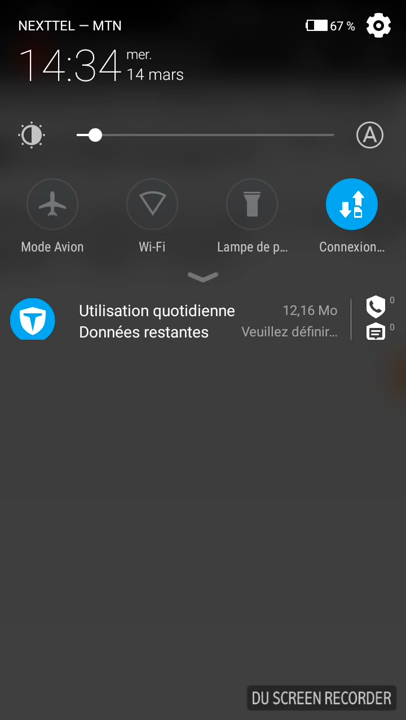 NEXTTEL — MTN
67 %
14:34
mer.
14 mars
A
Mode Avion
Wi-Fi
Lampe de p...
Connexion...
Utilisation quotidienne 12,16 Mo
0
Données restantes Veuillez définir...
0
DU SCREEN RECORDER